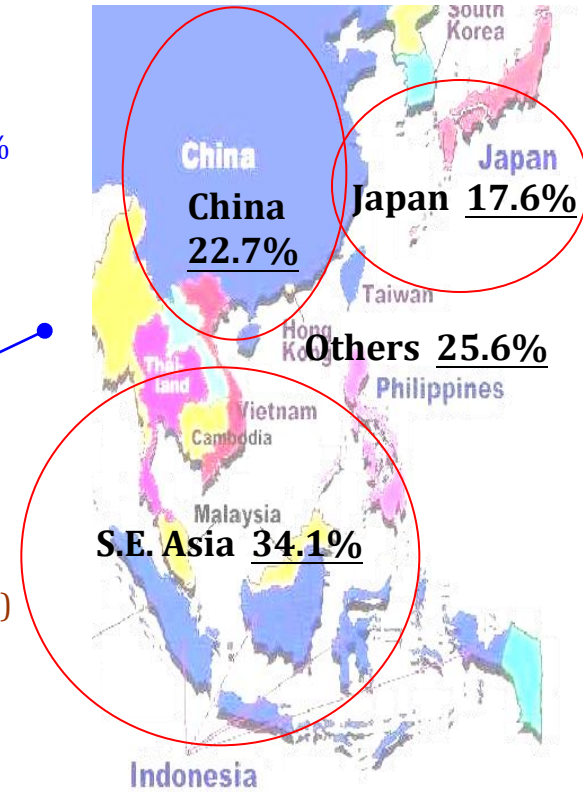 South
Korea
%
China
Japan
China
22.7%
Japan 17.6%
Taiwan
Hong
Kong
Others 25.6%
Thai-
land
Philippines
Vietnam
Cambodia
Malaysia
S.E. Asia 34.1%
)
Indonesia